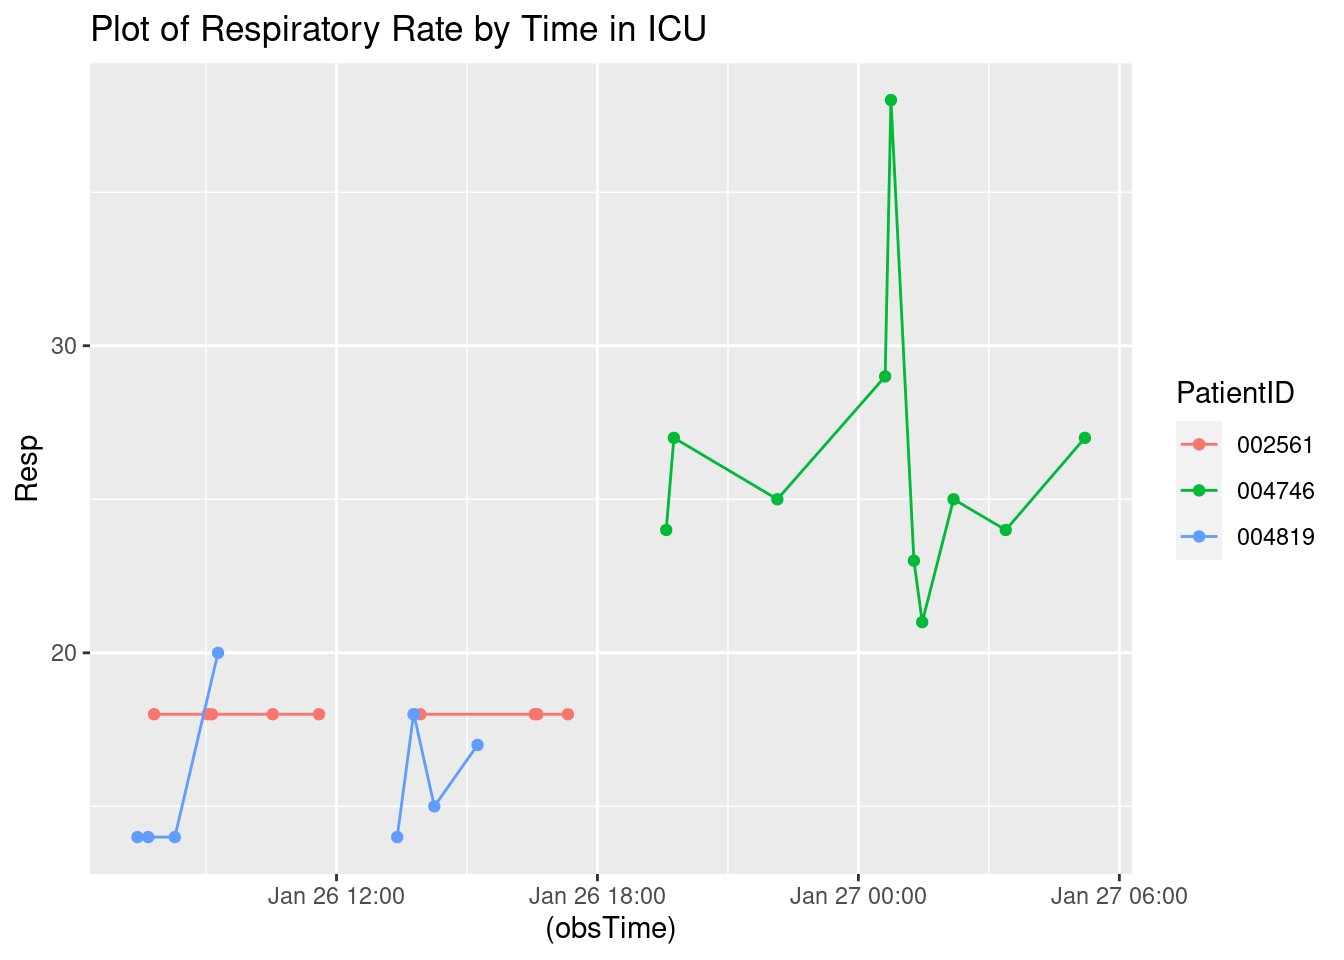 Plot of Respiratory Rate by Time in ICU
Resp
30
20
Jan 26 12:00
Jan 26 18:00
Jan 27 00:00
Jan 27 06:00
(obsTime)
PatientID
002561
004746
004819